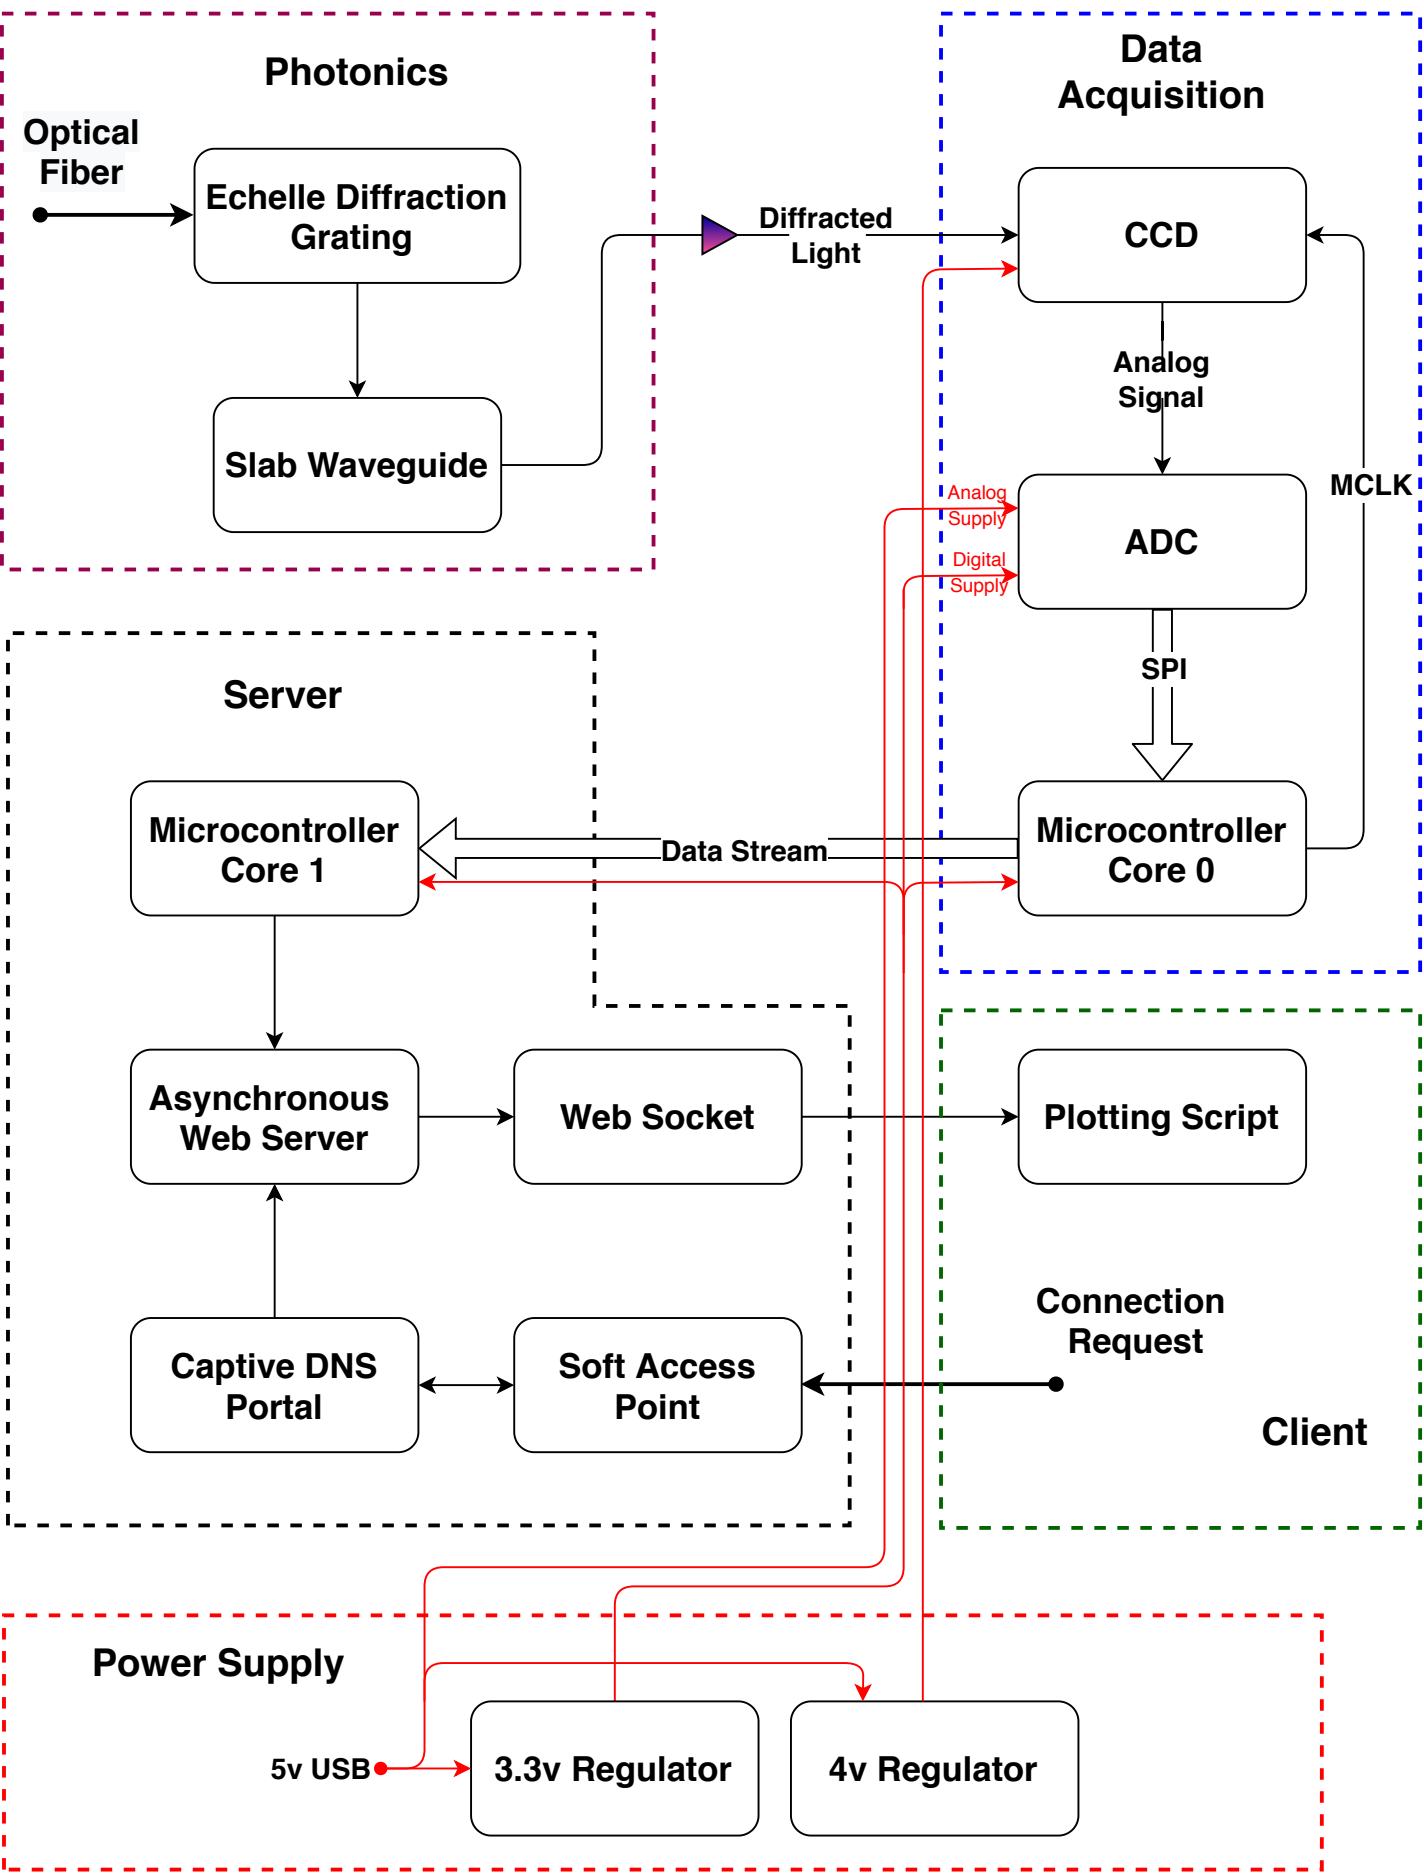 Photonics
Optical
Fiber
Echelle Diffraction
Grating
Slab Waveguide
Diffracted
Light
Data
Acquisition
CCD
Analog
Signal
MCLK
Analog
Supply
ADC
Digital
Supply
SPI
Server
Microcontroller
Core 1
Data Stream
Microcontroller
Core 0
Asynchronous
Web Server
Web Socket
Plotting Script
Connection
Request
Captive DNS
Portal
Soft Access
Point
Client
Power Supply
5v USB
3.3v Regulator
4v Regulator